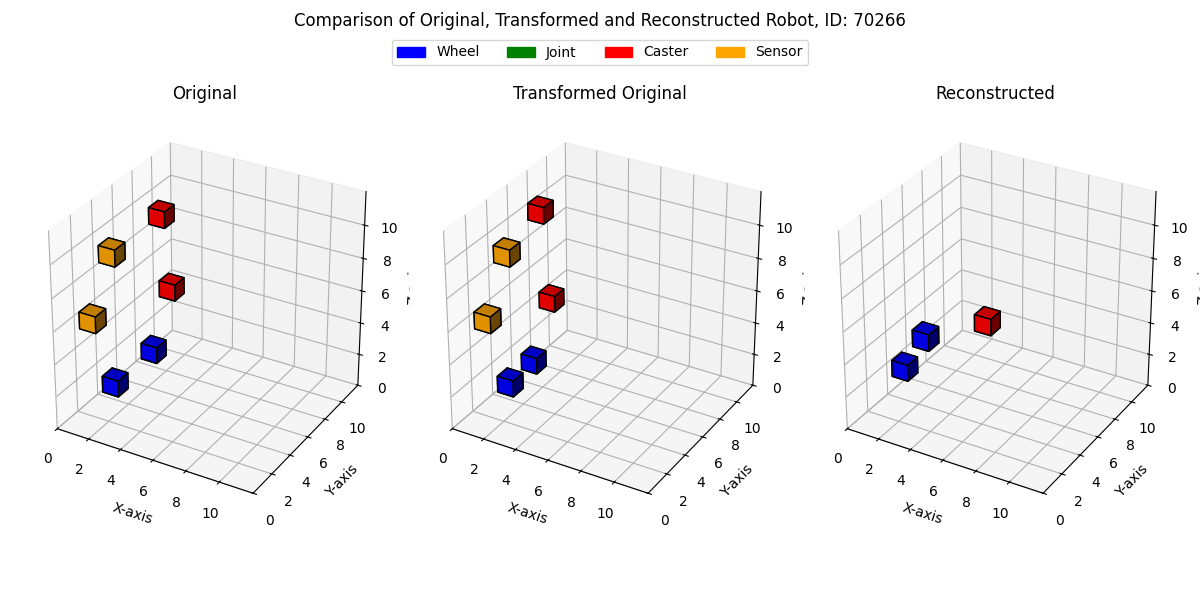 Comparison of Original, Transformed and Reconstructed Robot, ID: 70266
Wheel Joint Caster Sensor
Original
Transformed Original
Reconstructed
0 2 4 6 8 10
X-axis
0 2 4 6 8 10
Y-axis
0 2 4 6 8 10
0 2 4 6 8 10
X-axis
0 2 4 6 8 10
Y-axis
0 2 4 6 8 10
0 2 4 6 8 10
X-axis
0 2 4 6 8 10
Y-axis
0 2 4 6 8 10